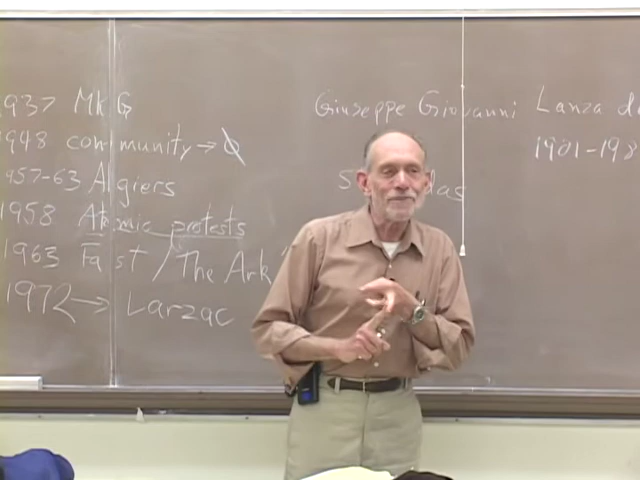 1937 MKG
1948 community → Ø
1957-63 Algiers
1958 Atomic protests
1963 Fast / "The Ark"
1972 → Larzac
Giuseppe Giovanni Lanza d
1901-198